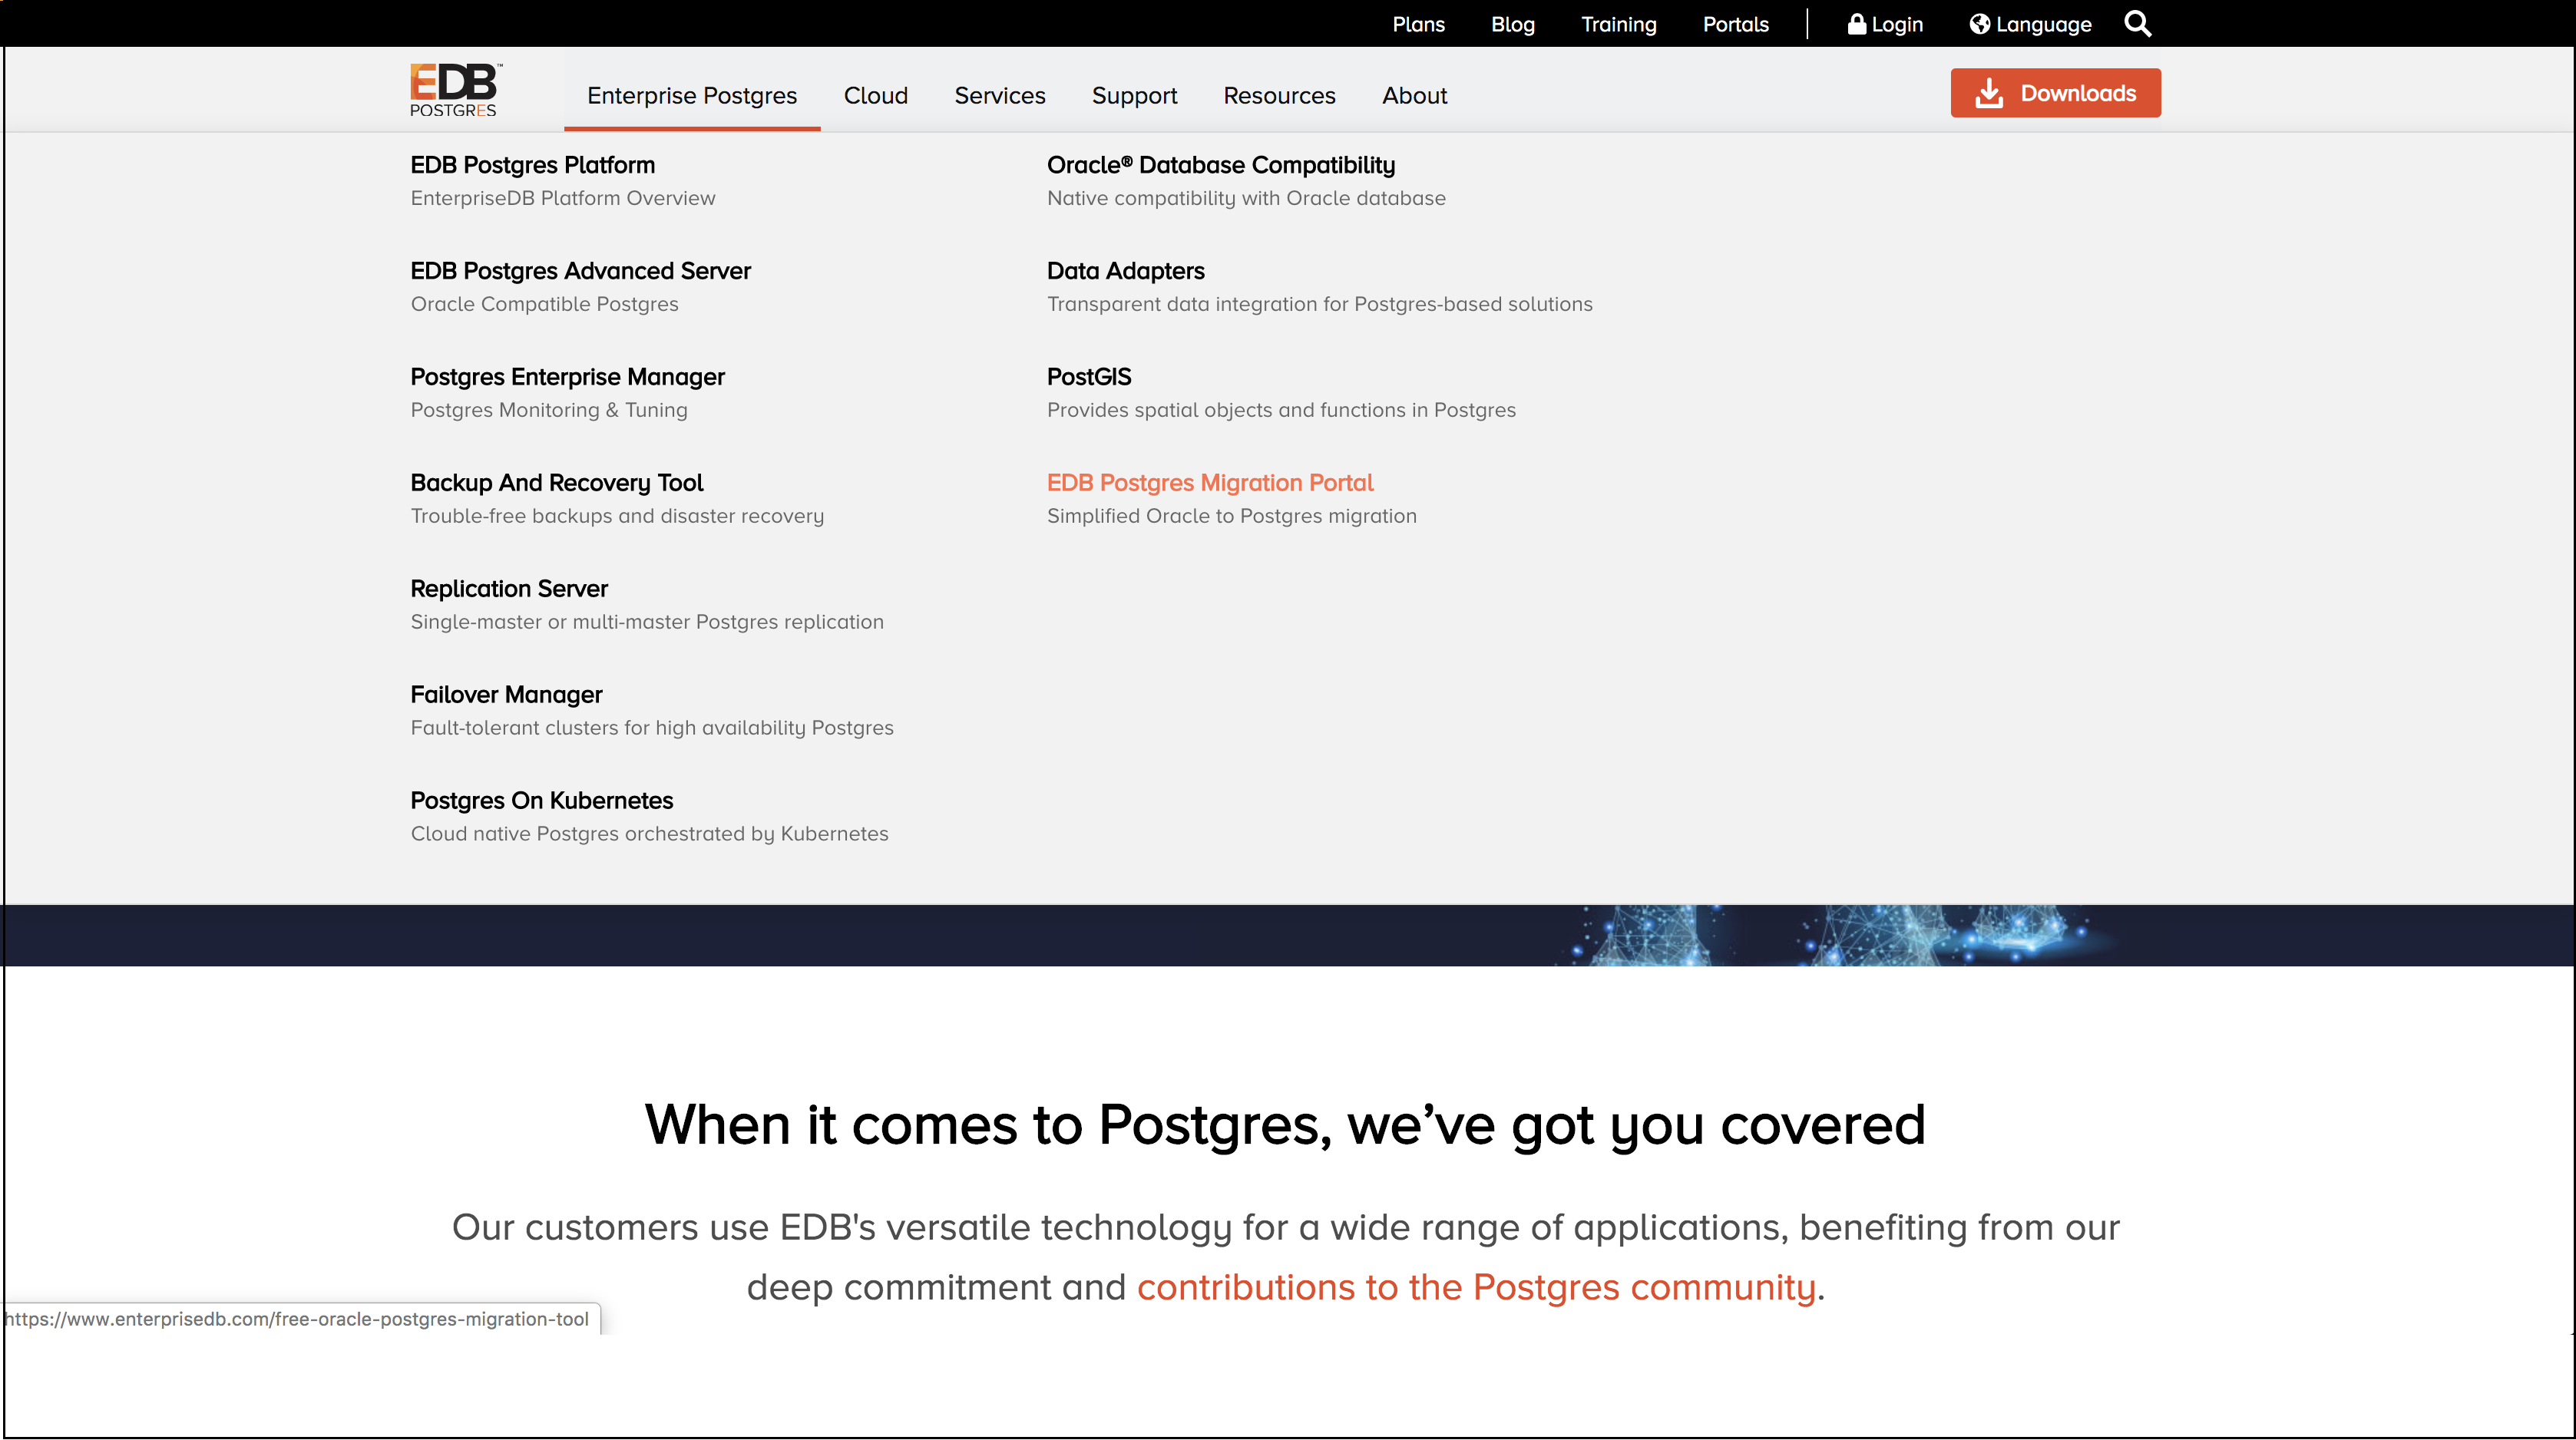 Plans Blog Training Portals Login Language
EDB™
POSTGRES
Enterprise Postgres Cloud Services Support Resources About Downloads
EDB Postgres Platform
EnterpriseDB Platform Overview
EDB Postgres Advanced Server
Oracle Compatible Postgres
Postgres Enterprise Manager
Postgres Monitoring & Tuning
Backup And Recovery Tool
Trouble-free backups and disaster recovery
Replication Server
Single-master or multi-master Postgres replication
Failover Manager
Fault-tolerant clusters for high availability Postgres
Postgres On Kubernetes
Cloud native Postgres orchestrated by Kubernetes
Oracle® Database Compatibility
Native compatibility with Oracle database
Data Adapters
Transparent data integration for Postgres-based solutions
PostGIS
Provides spatial objects and functions in Postgres
EDB Postgres Migration Portal
Simplified Oracle to Postgres migration
When it comes to Postgres, we’ve got you covered
Our customers use EDB's versatile technology for a wide range of applications, benefiting from our
deep commitment and contributions to the Postgres community.
https://www.enterprisedb.com/free-oracle-postgres-migration-tool